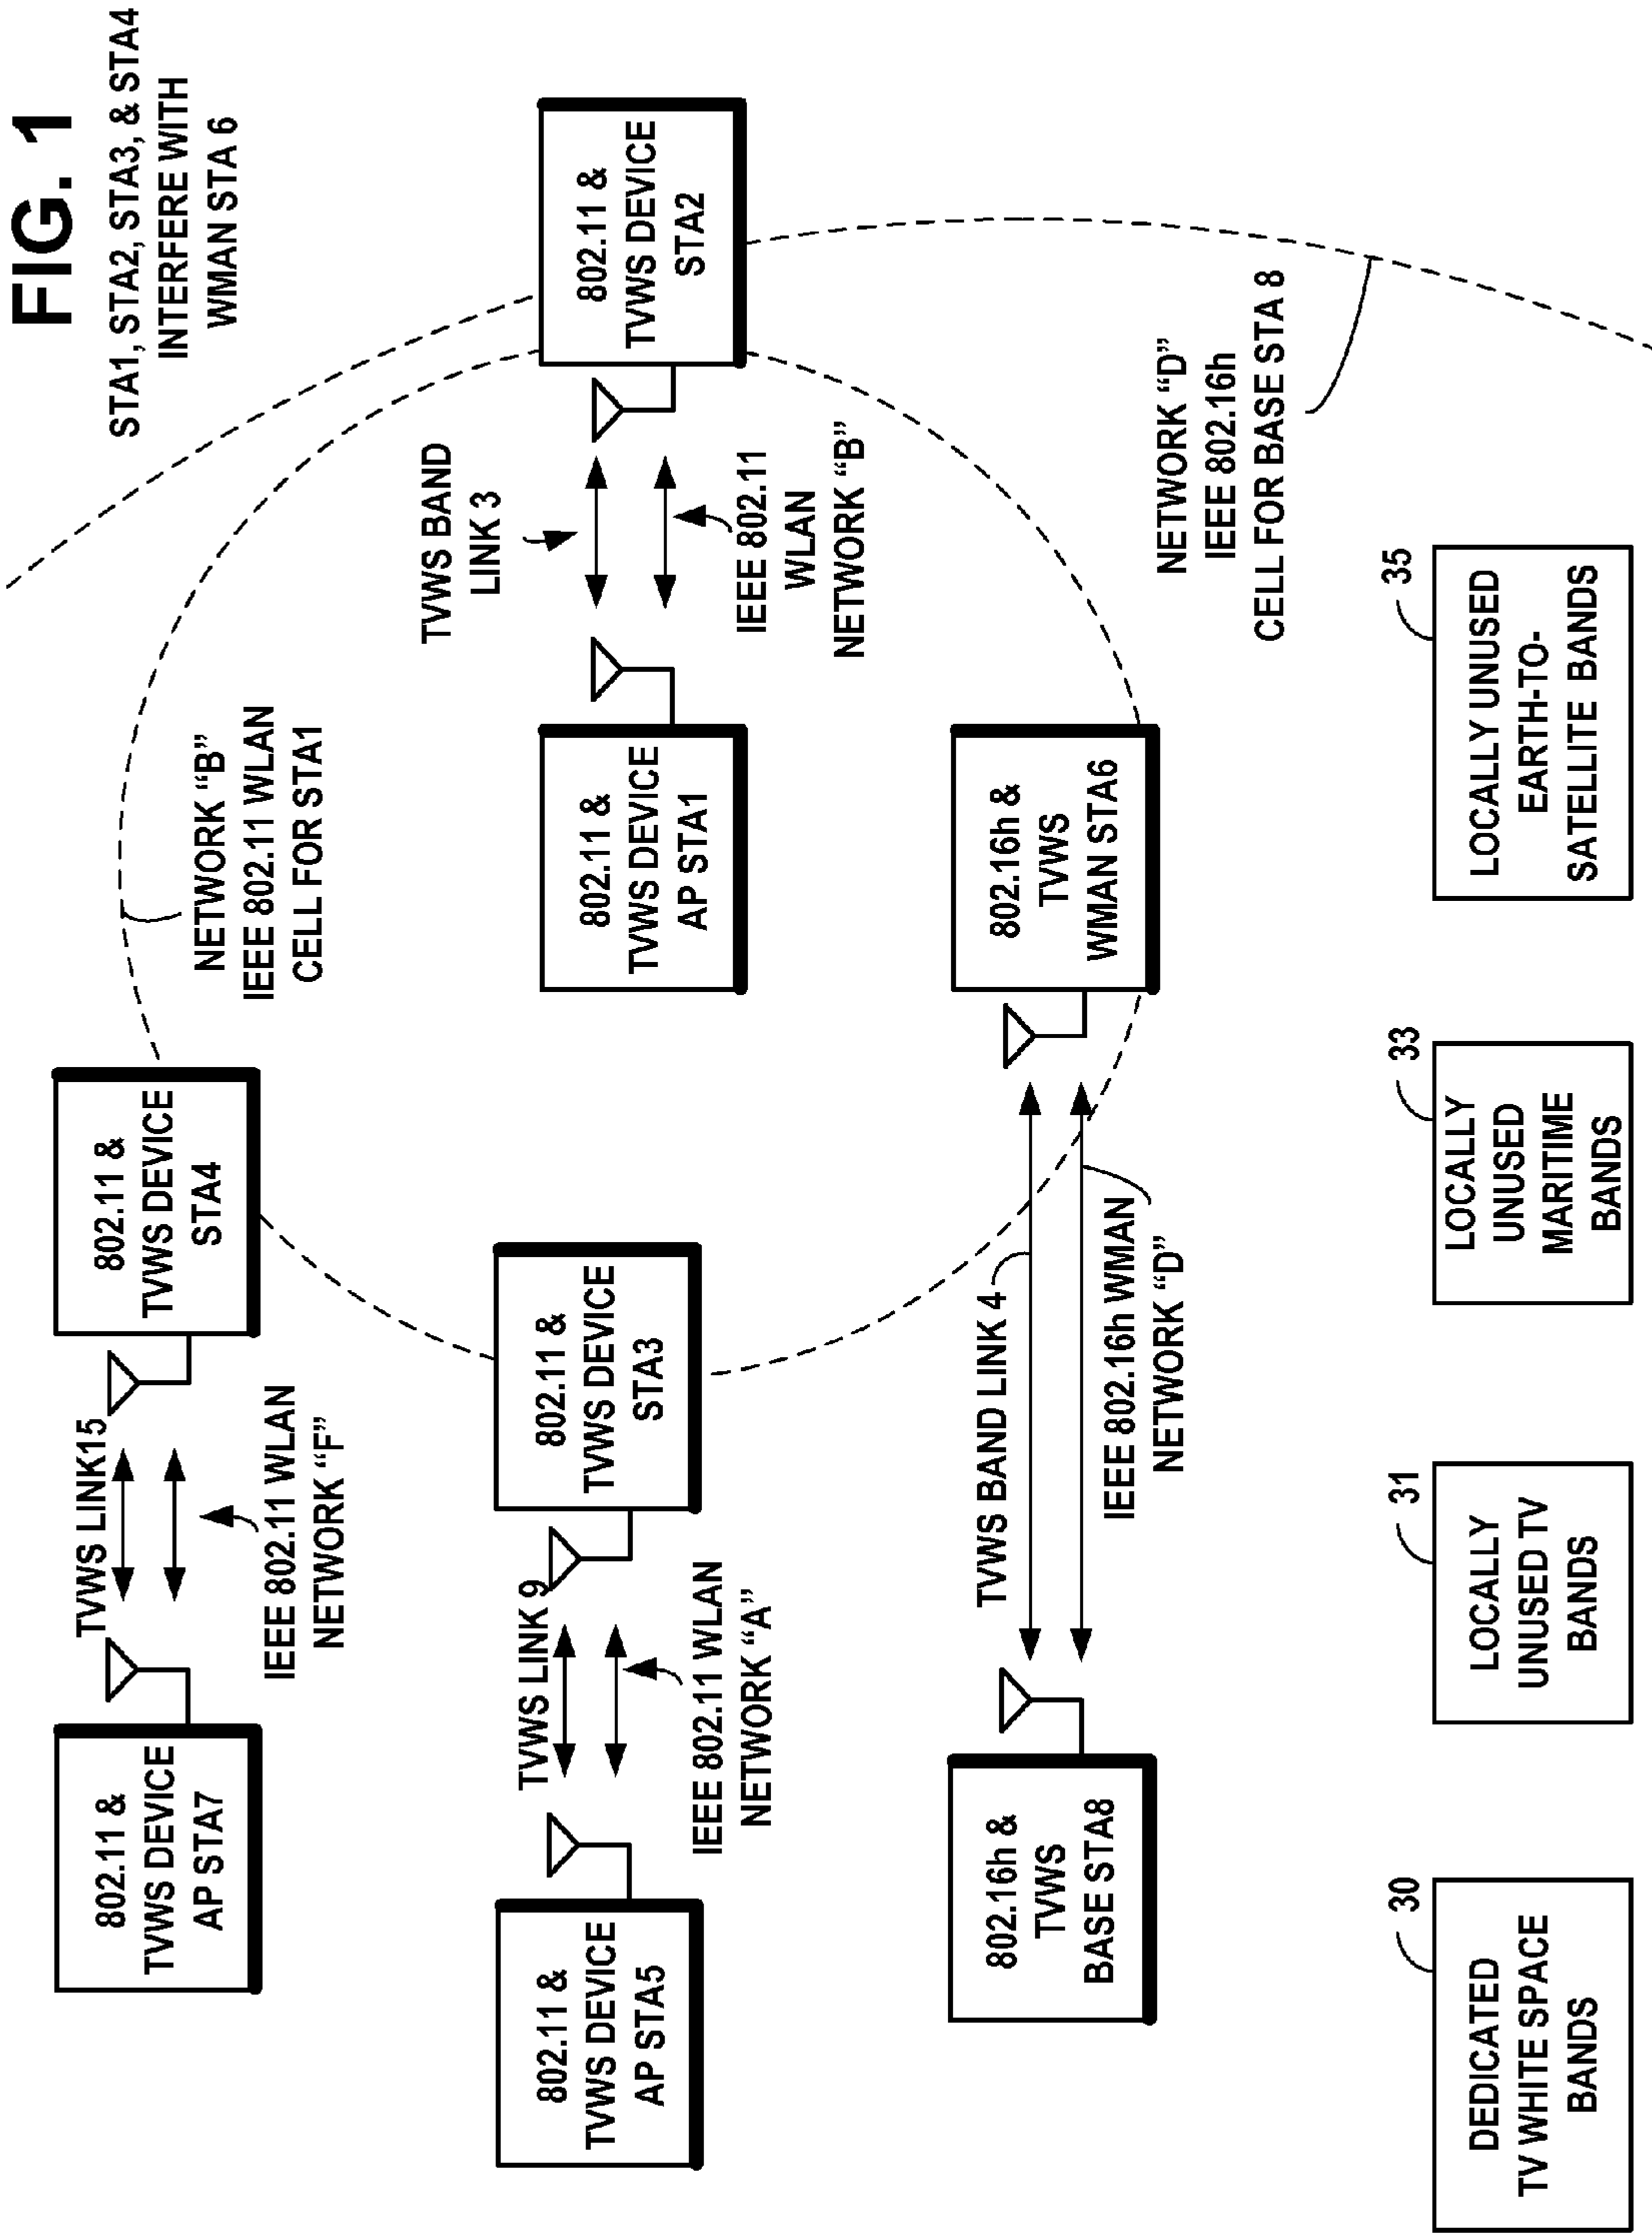 FIG. 1
STA1, STA2, STA3, & STA4
INTERFERE WITH
WMAN STA 6
802.11 &
TVWS DEVICE
AP STA7
TVWS LINK15
IEEE 802.11 WLAN
NETWORK “F”
802.11 &
TVWS DEVICE
STA4
NETWORK “B”
IEEE 802.11 WLAN
CELL FOR STA1
802.11 &
TVWS DEVICE
AP STA5
TVWS LINK 9
IEEE 802.11 WLAN
NETWORK “A”
802.11 &
TVWS DEVICE
STA3
802.11 &
TVWS DEVICE
AP STA1
TVWS BAND
LINK 3
IEEE 802.11
WLAN
NETWORK “B”
802.11 &
TVWS DEVICE
STA2
802.16h &
TVWS
BASE STA8
TVWS BAND LINK 4
IEEE 802.16h WMAN
NETWORK “D”
802.16h &
TVWS
WMAN STA6
NETWORK “D”
IEEE 802.16h
CELL FOR BASE STA 8
30
DEDICATED
TV WHITE SPACE
BANDS
31
LOCALLY
UNUSED TV
BANDS
33
LOCALLY
UNUSED
MARITIME
BANDS
35
LOCALLY UNUSED
EARTH-TO-
SATELLITE BANDS